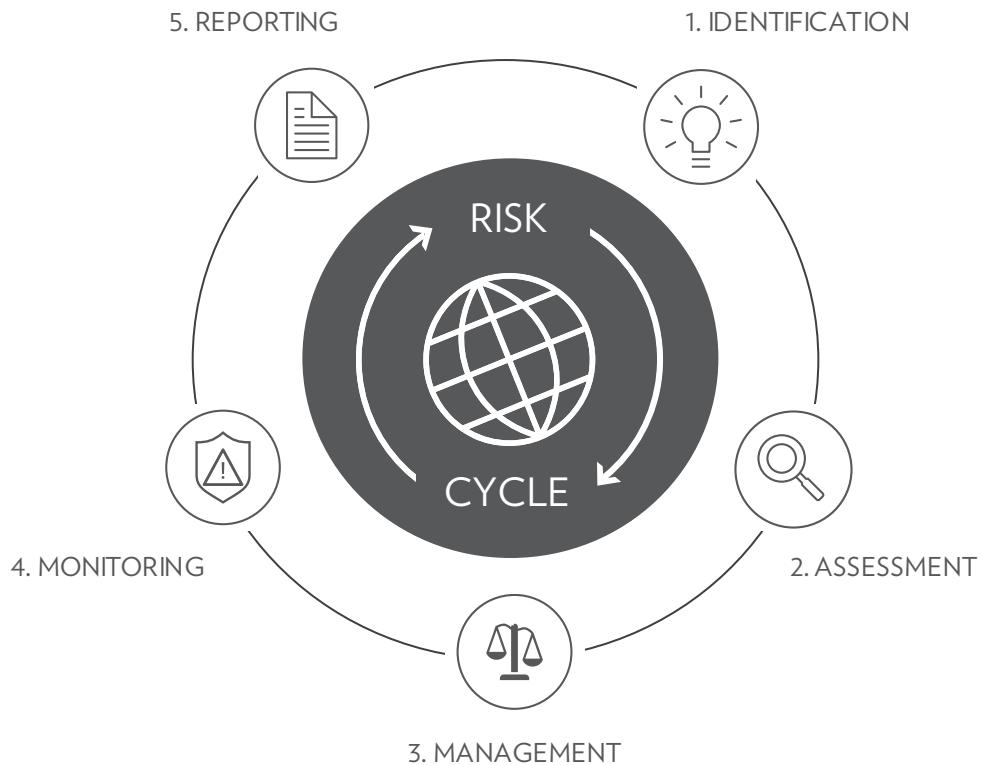 5. REPORTING
1. IDENTIFICATION
RISK
CYCLE
4. MONITORING
2. ASSESSMENT
3. MANAGEMENT